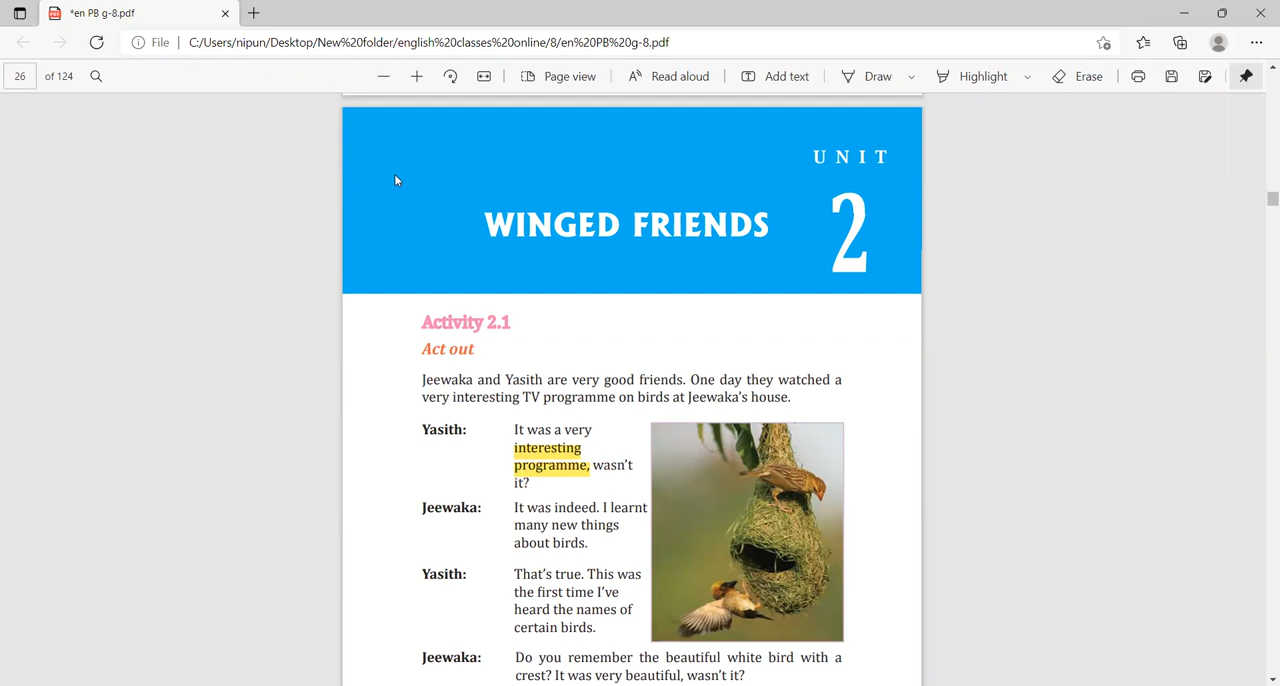 *en PB g-8.pdf
File | C:/Users/nipun/Desktop/New%20folder/english%20classes%20online/8/en%20PB%20g-8.pdf
26 of 124 Page view Read aloud Add text Draw Highlight Erase
UNIT
WINGED FRIENDS 2
Activity 2.1
Act out
Jeewaka and Yasith are very good friends. One day they watched a
very interesting TV programme on birds at Jeewaka's house.
Yasith: It was a very
interesting
programme, wasn't
it?
Jeewaka: It was indeed. I learnt
many new things
about birds.
Yasith: That's true. This was
the first time I've
heard the names of
certain birds.
Jeewaka: Do you remember the beautiful white bird with a
crest? It was very beautiful, wasn't it?